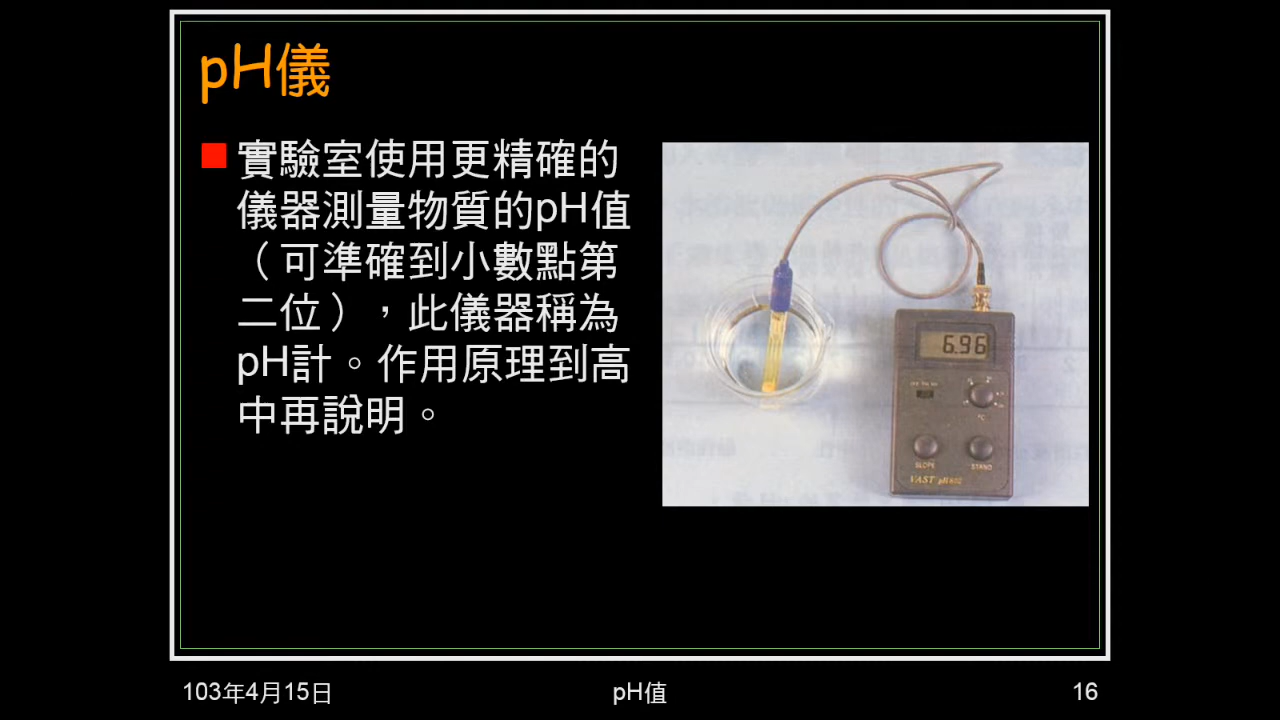 pH儀
實驗室使用更精確的
儀器測量物質的pH值
（可準確到小數點第
二位），此儀器稱為
pH計。作用原理到高
中再說明。
6.96
SLOPE
STAND
VAST pH 802
103年4月15日
pH值
16